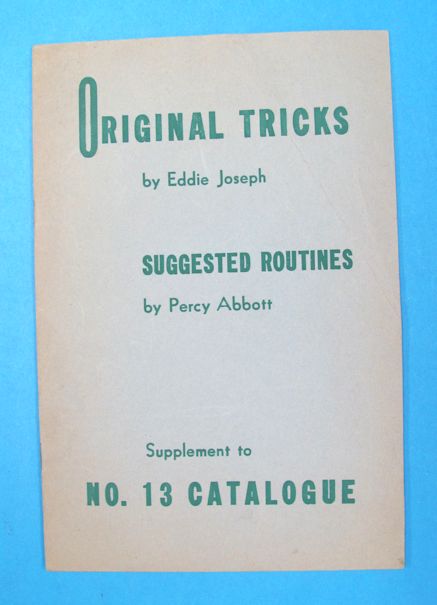 ORIGINAL TRICKS
by Eddie Joseph
SUGGESTED ROUTINES
by Percy Abbott
Supplement to
NO. 13 CATALOGUE